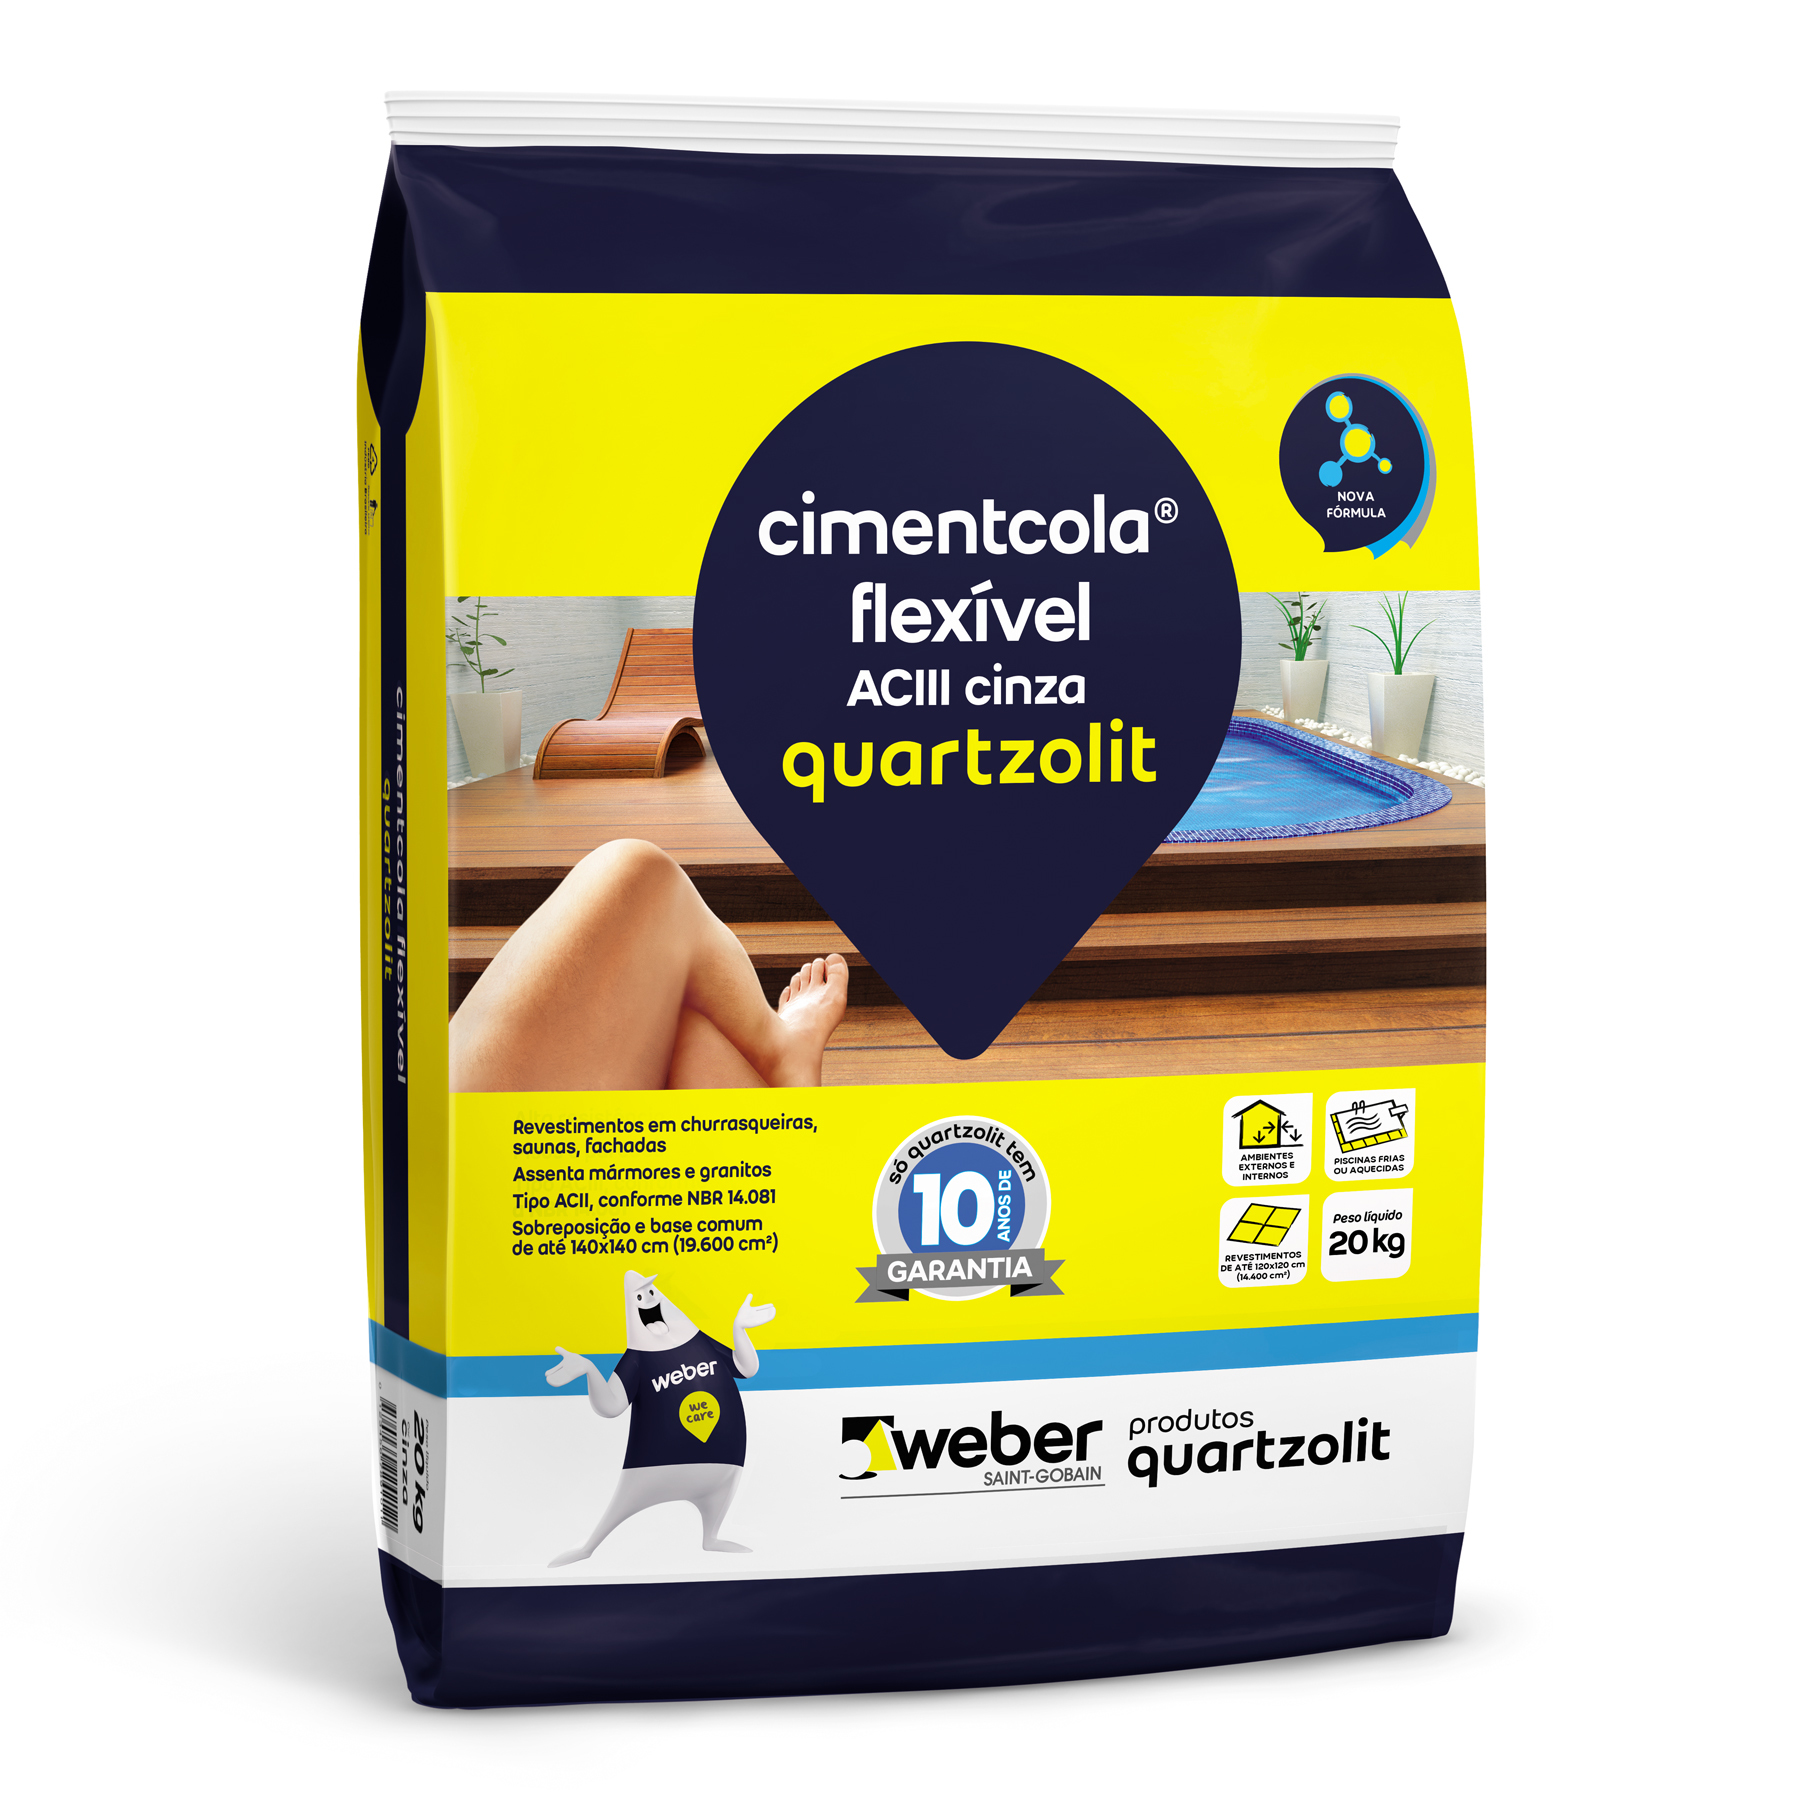 cimentcola®
flexível
ACIII cinza
quartzolit
NOVA
FÓRMULA
Revestimentos em churrasqueiras,
saunas, fachadas
Assenta mármores e granitos
Tipo ACII, conforme NBR 14.081
Sobreposição e base comum
de até 140x140 cm (19.600 cm²)
só quartzolit tem
10
ANOS DE
GARANTIA
AMBIENTES
EXTERNOS E
INTERNOS
PISCINAS FRIAS
OU AQUECIDAS
REVESTIMENTOS
DE ATÉ 120x120 cm
(14.400 cm²)
Peso líquido
20 kg
weber
we
care
weber
SAINT-GOBAIN
produtos
quartzolit
cimentcola flexível
quartzolit
20 kg
cinza